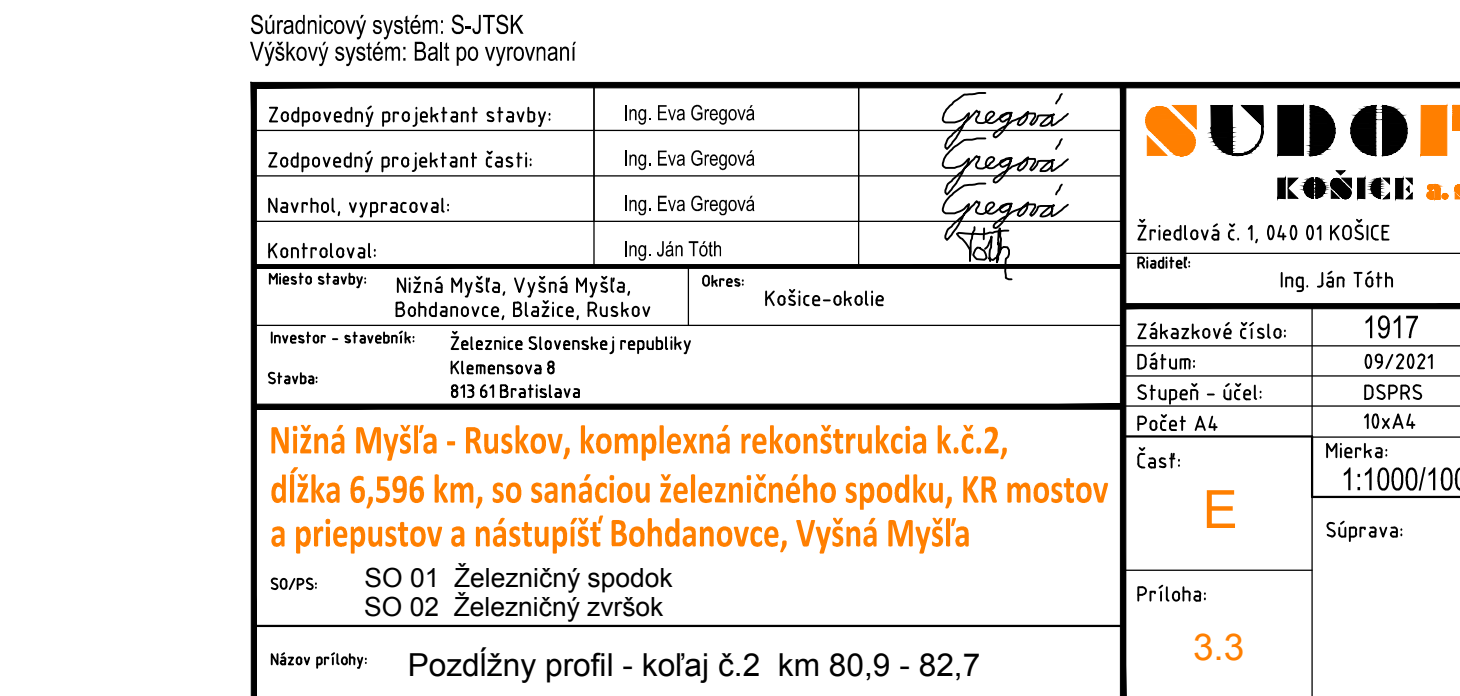 Súradnicový systém: S-JTSK
Výškový systém: Balt po vyrovnaní
Zodpovedný projektant stavby: Ing. Eva Gregová Gregová
Zodpovedný projektant časti: Ing. Eva Gregová Gregová
Navrhol, vypracoval: Ing. Eva Gregová Gregová
Kontroloval: Ing. Ján Tóth Tóth
Miesto stavby: Nižná Myšľa, Vyšná Myšľa,
Bohdanovce, Blažice, Ruskov
Okres: Košice-okolie
Investor - stavebník: Železnice Slovenskej republiky
Klemensova 8
Stavba:
813 61 Bratislava
Nižná Myšľa - Ruskov, komplexná rekonštrukcia k.č.2,
dĺžka 6,596 km, so sanáciou železničného spodku, KR mostov
a priepustov a nástupíšť Bohdanovce, Vyšná Myšľa
SO/PS: SO 01 Železničný spodok
SO 02 Železničný zvršok
Názov prílohy: Pozdĺžny profil - koľaj č.2 km 80,9 - 82,7
SUDOP
KOŠICE a.s
Žriedlová č. 1, 040 01 KOŠICE
Riaditeľ:
Ing. Ján Tóth
Zákazkové číslo: 1917
Dátum: 09/2021
Stupeň - účel: DSPRS
Počet A4 10xA4
Časť:
E
Mierka:
1:1000/100
Súprava:
Príloha:
3.3